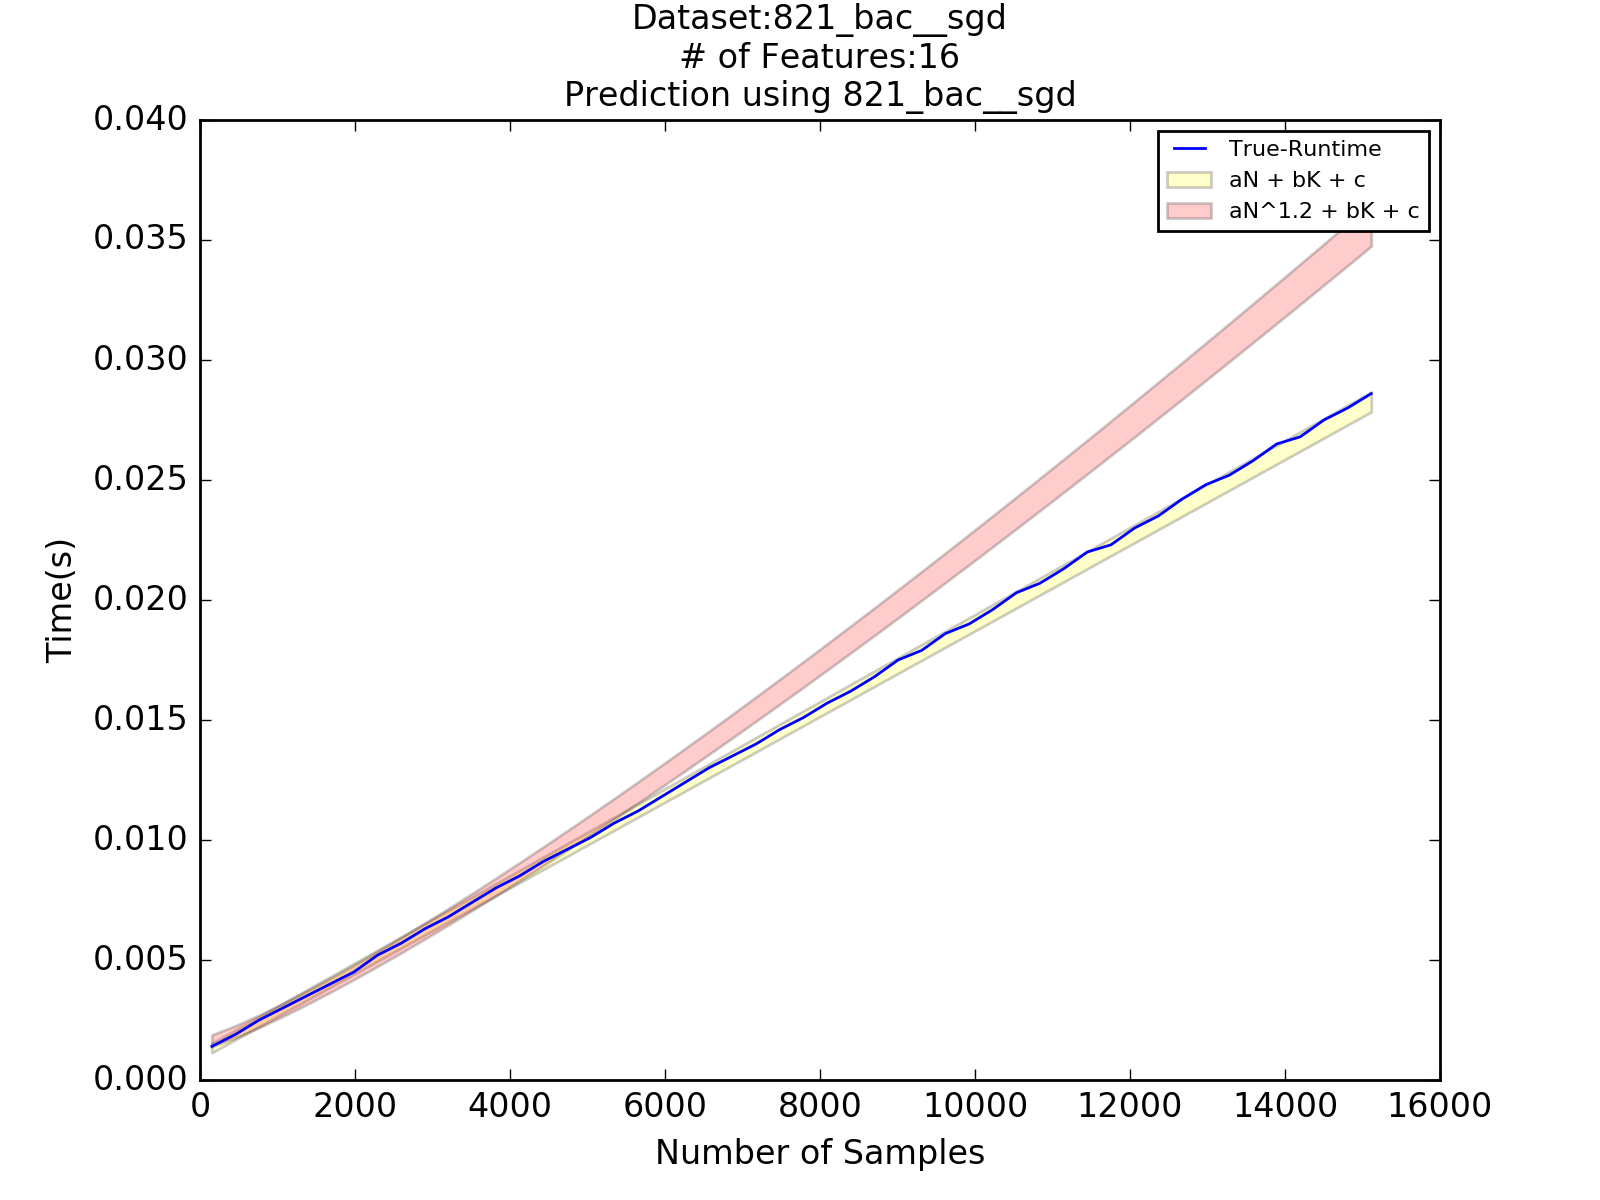 Dataset:821_bac__sgd
# of Features:16
Prediction using 821_bac__sgd
0.040
0.035
0.030
0.025
0.020
0.015
0.010
0.005
0.000
Time(s)
True-Runtime
aN + bK + c
aN^1.2 + bK + c
0 2000 4000 6000 8000 10000 12000 14000 16000
Number of Samples